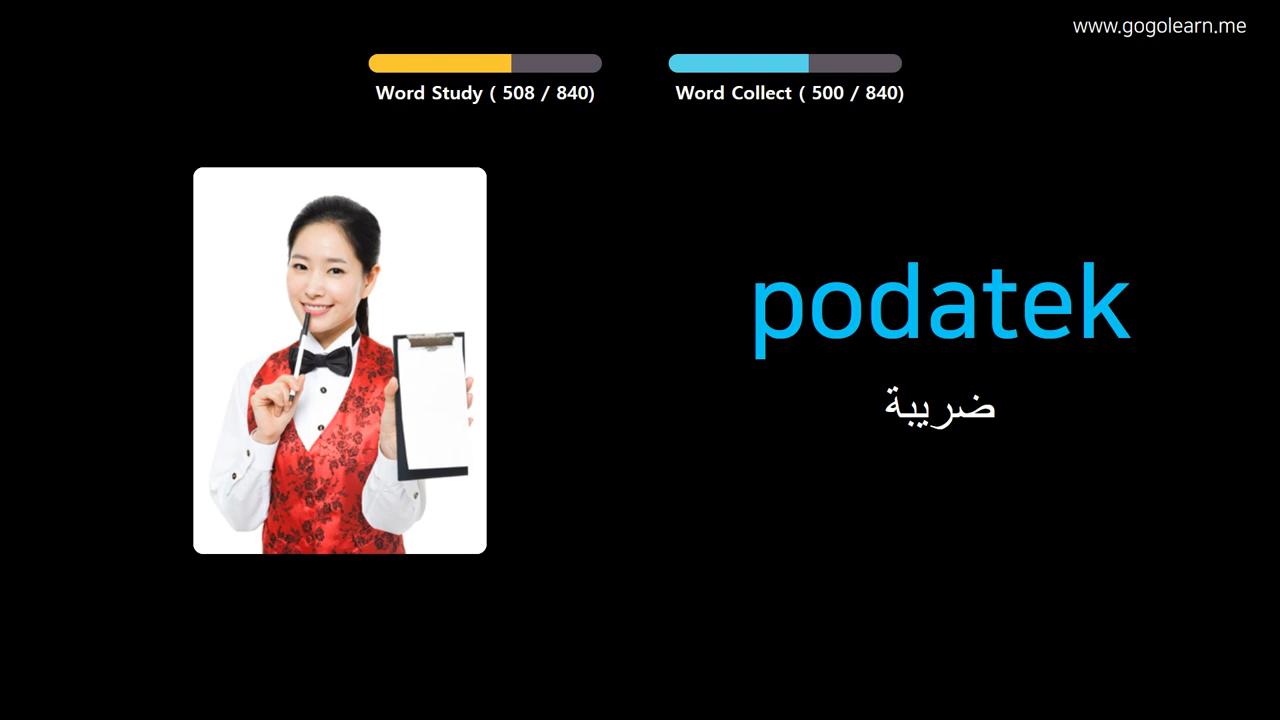 www.gogolearn.me
Word Study ( 508 / 840)
Word Collect ( 500 / 840)
podatek
ضريبة